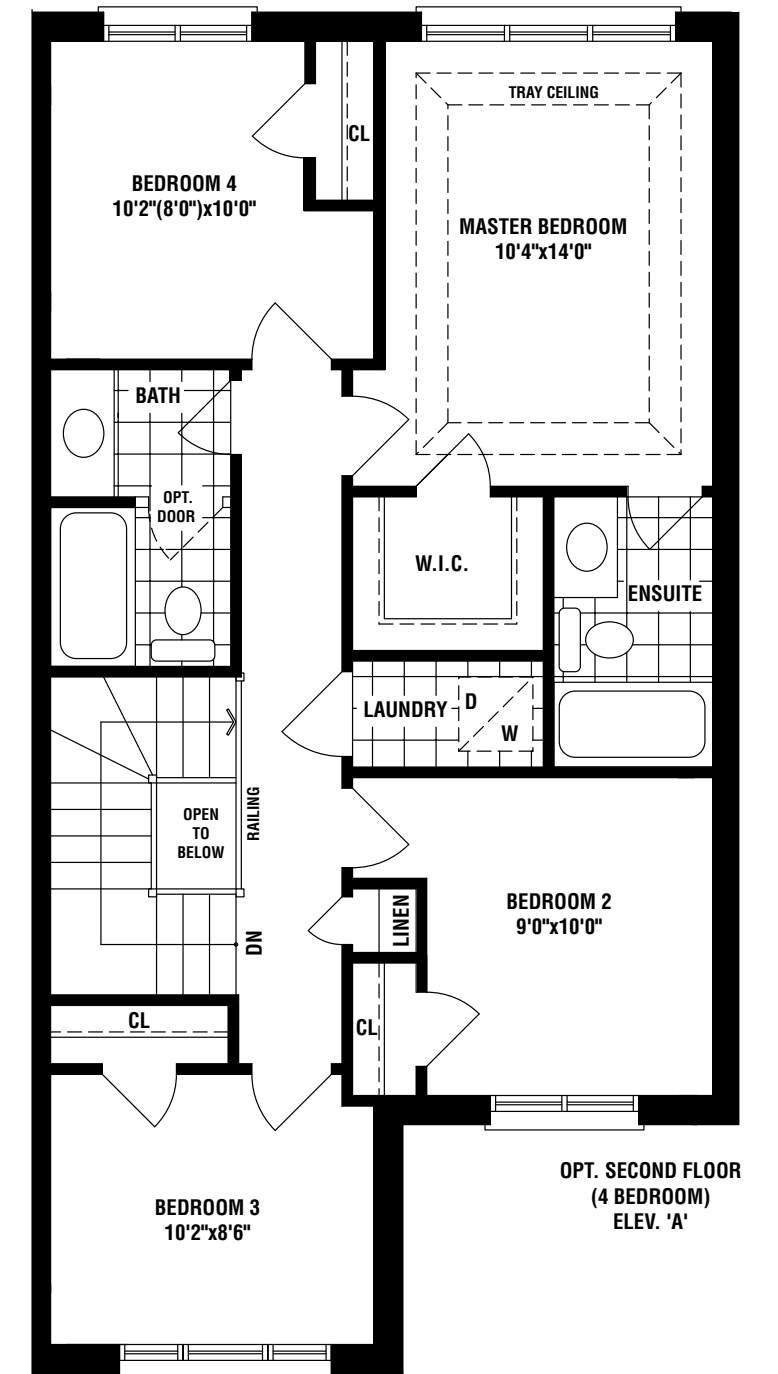 TRAY CEILING
CL
BEDROOM 4
10'2"(8'0")x10'0"
MASTER BEDROOM
10'4"x14'0"
BATH
OPT.
DOOR
W.I.C.
ENSUITE
LAUNDRY
D
W
OPEN
TO
BELOW
RAILING
BEDROOM 2
9'0"x10'0"
LINEN
DN
CL
CL
BEDROOM 3
10'2"x8'6"
OPT. SECOND FLOOR
(4 BEDROOM)
ELEV. 'A'